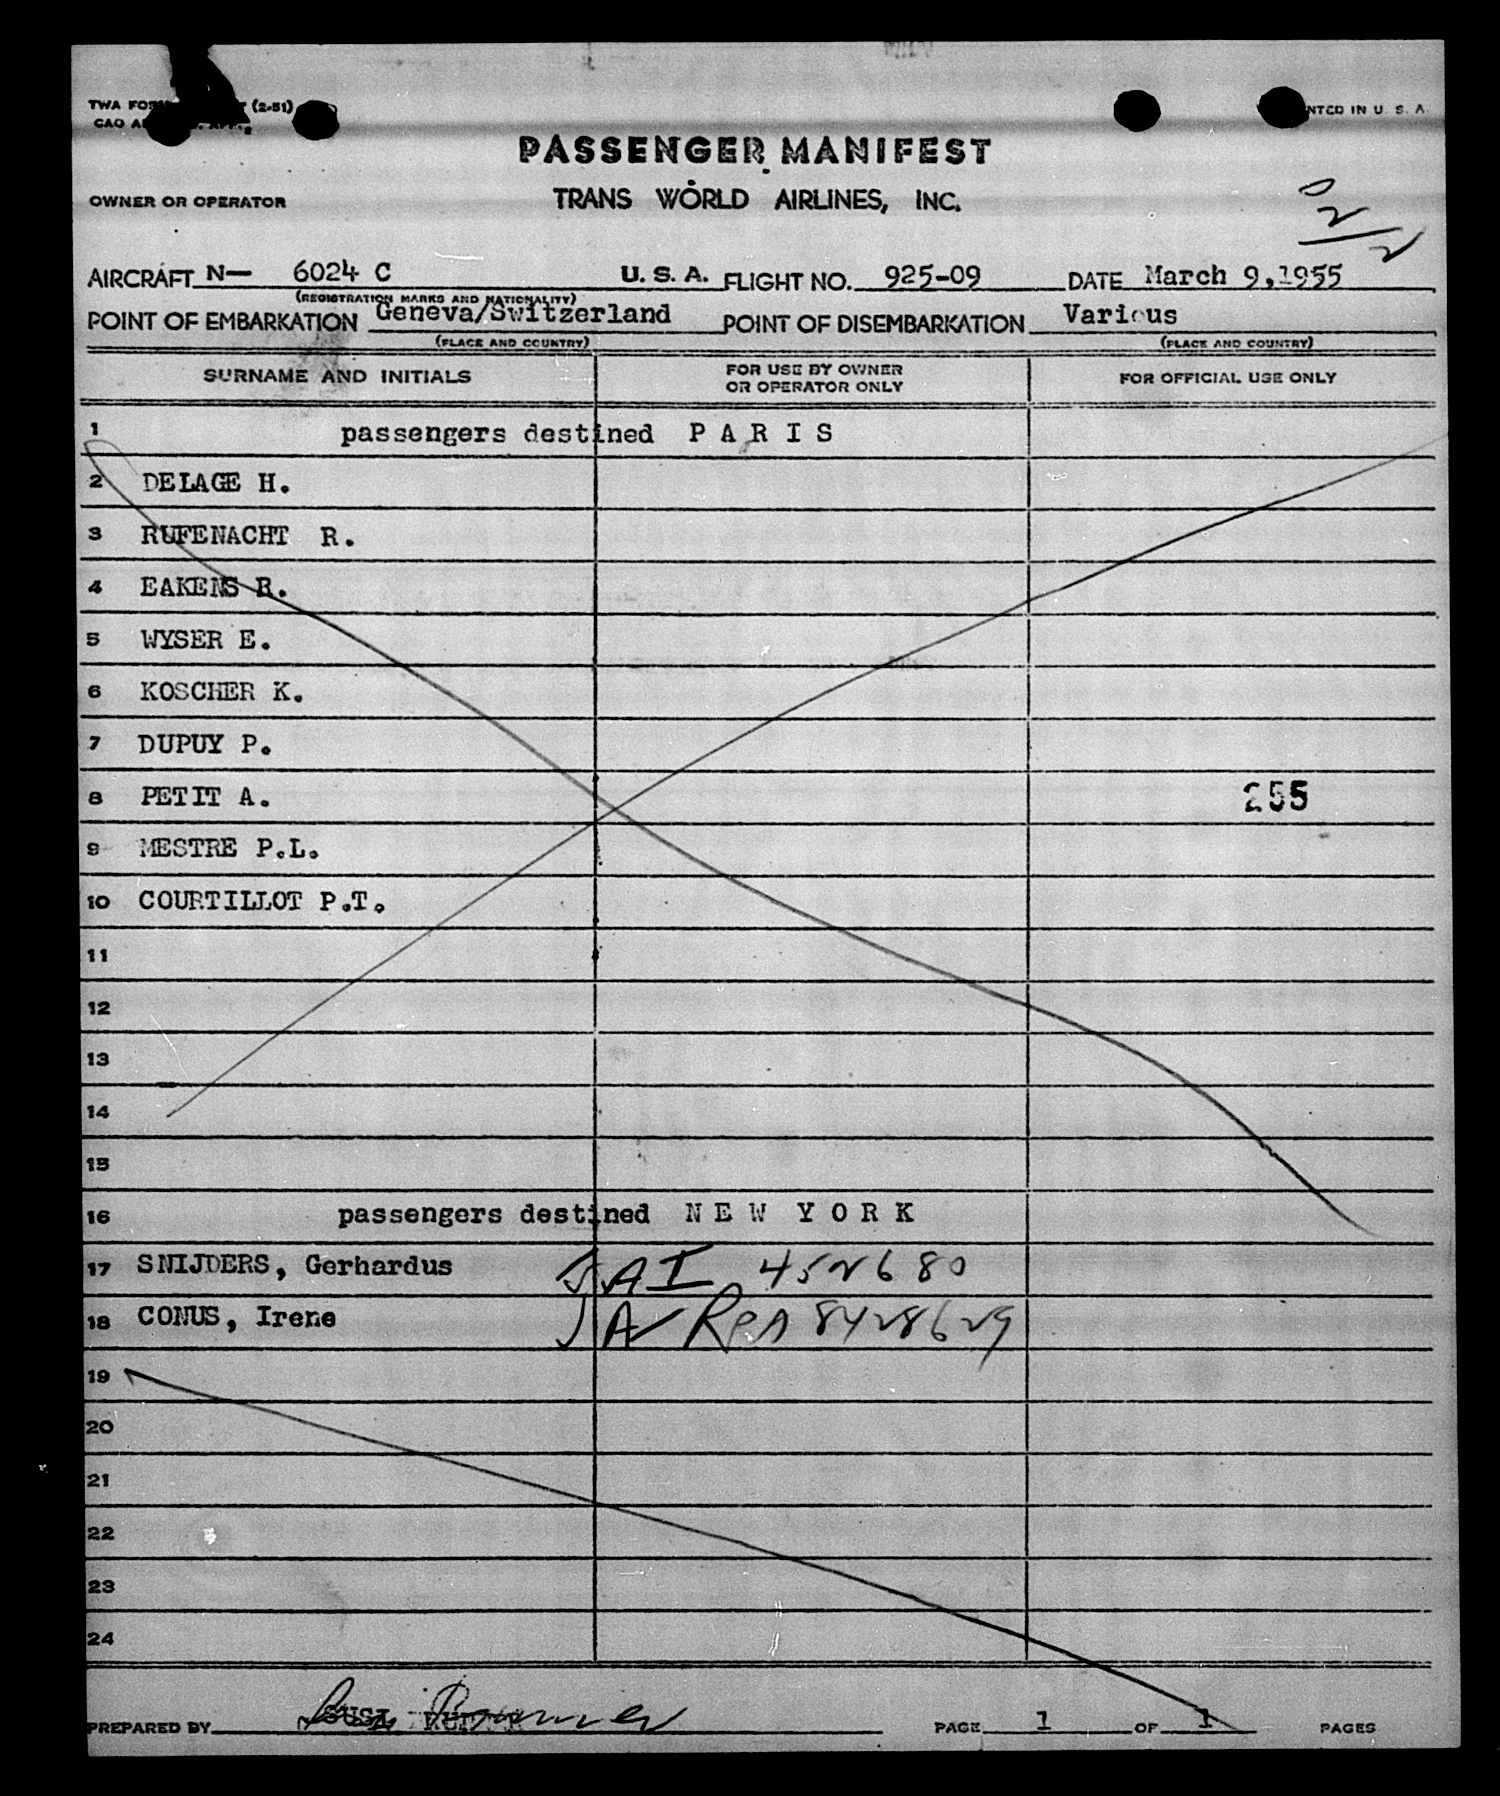 TWA FORM (2-51)
PRINTED IN U. S. A.
PASSENGER MANIFEST
OWNER OR OPERATOR TRANS WORLD AIRLINES, INC.
0
2
2
AIRCRAFT N— 6024 C U. S. A. FLIGHT NO. 925-09 DATE March 9,1955
(REGISTRATION MARKS AND NATIONALITY)
POINT OF EMBARKATION Geneva/Switzerland POINT OF DISEMBARKATION Various
(PLACE AND COUNTRY) (PLACE AND COUNTRY)
SURNAME AND INITIALS FOR USE BY OWNER OR OPERATOR ONLY FOR OFFICIAL USE ONLY
1 passengers destined P A R I S
2 DELAGE H.
3 RUFENACHT R.
4 EAKENS R.
5 WYSER E.
6 KOSCHER K.
7 DUPUY P.
8 PETIT A. 255
9 MESTRE P.L.
10 COURTILLOT P.T.
11
12
13
14
15
16 passengers destined N E W Y O R K
17 SNIJDERS, Gerhardus 452680
18 CONUS, Irene
19
20
21
22
23
24
PREPARED BY PAGE 1 OF 1 PAGES